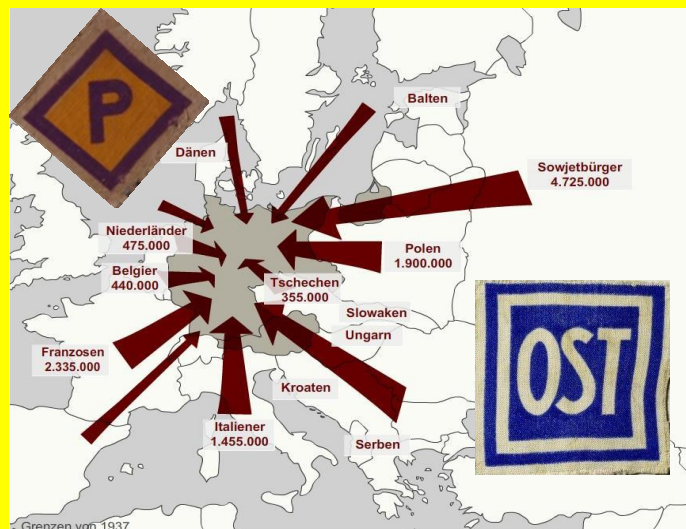 P
Balten
Dänen
Sowjetbürger
4.725.000
Niederländer
475.000
Polen
1.900.000
Belgier
440.000
Tschechen
355.000
OST
Slowaken
Ungarn
Franzosen
2.335.000
Kroaten
Italiener
1.455.000
Serben
Grenzen von 1937